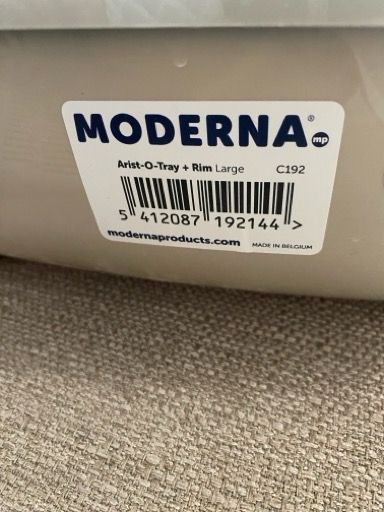 MODERNA® mp
Arist-O-Tray + Rim Large C192
5 412087 192144 >
modernaproducts.com MADE IN BELGIUM